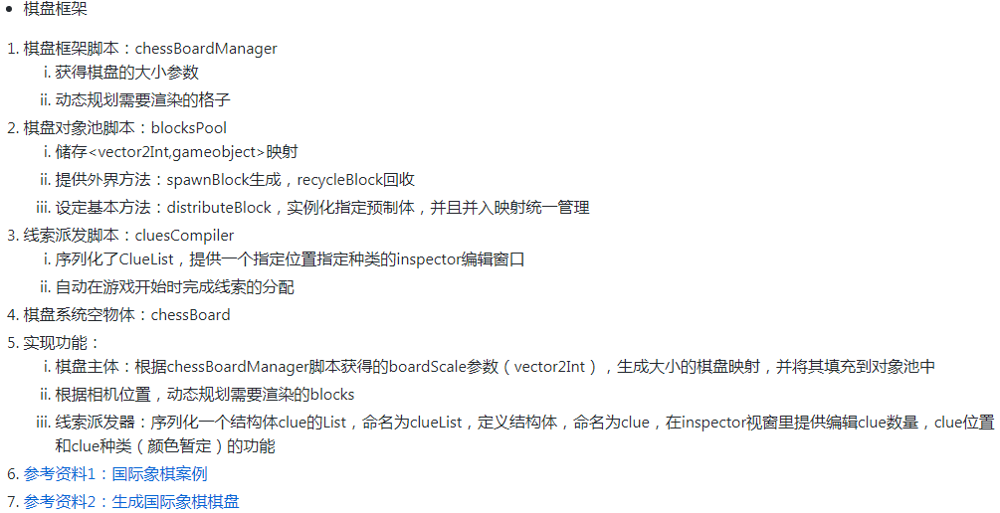 • 棋盘框架
1. 棋盘框架脚本：chessBoardManager
i. 获得棋盘的大小参数
ii. 动态规划需要渲染的格子
2. 棋盘对象池脚本：blocksPool
i. 储存<vector2Int,gameobject>映射
ii. 提供外界方法：spawnBlock生成，recycleBlock回收
iii. 设定基本方法：distributeBlock，实例化指定预制体，并且并入映射统一管理
3. 线索派发脚本：cluesCompiler
i. 序列化了ClueList，提供一个指定位置指定种类的inspector编辑窗口
ii. 自动在游戏开始时完成线索的分配
4. 棋盘系统空物体：chessBoard
5. 实现功能：
i. 棋盘主体：根据chessBoardManager脚本获得的boardScale参数（vector2Int），生成大小的棋盘映射，并将其填充到对象池中
ii. 根据相机位置，动态规划需要渲染的blocks
iii. 线索派发器：序列化一个结构体clue的List，命名为clueList，定义结构体，命名为clue，在inspector视窗里提供编辑clue数量，clue位置
和clue种类（颜色暂定）的功能
6. 参考资料1：国际象棋案例
7. 参考资料2：生成国际象棋棋盘